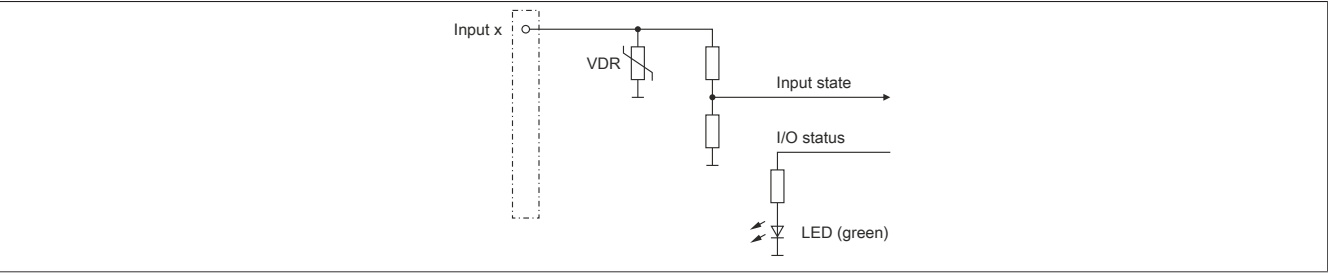 Input x
VDR
Input state
I/O status
LED (green)